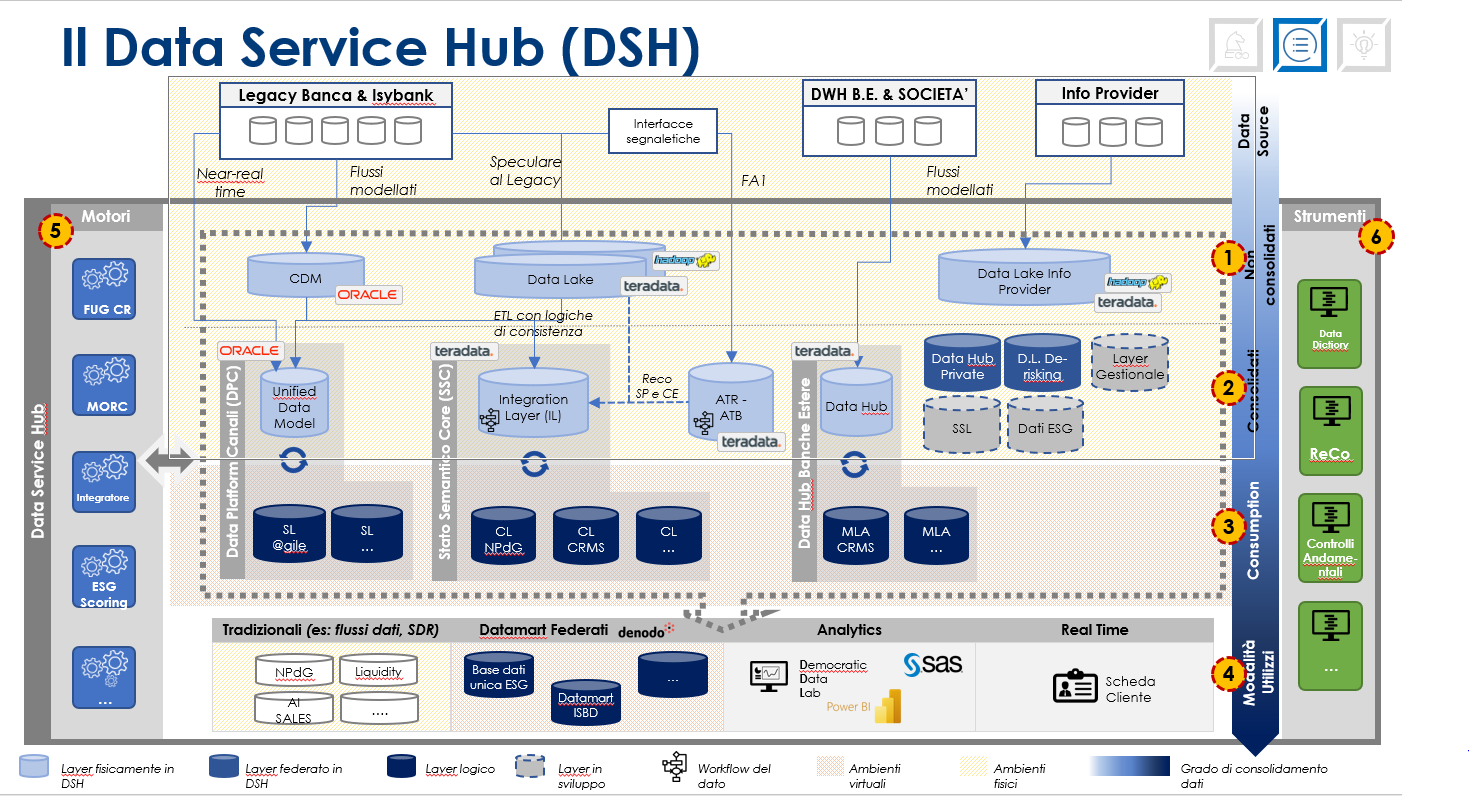 Il Data Service Hub (DSH)
Legacy Banca & Isybank
Interfacce
segnaletiche
DWH B.E. & SOCIETA'
Info Provider
Data
Source
Near-real
time
Flussi
modellati
Speculare
al Legacy
FA1
Flussi
modellati
Motori
5
Strumenti
6
CDM
ORACLE
Data Lake
hadoop
teradata.
Data Lake Info
Provider
hadoop
teradata.
1
Non
consolidati
ETL con logiche
di consistenza
FUG CR
MORC
Integratore
ESG
Scoring
...
Data Service Hub
ORACLE
Data Platform Canali (DPC)
Unified
Data
Model
teradata.
Stato Semantico Core (SSC)
Integration
Layer (IL)
Reco
SP e CE
ATR -
ATB
teradata.
teradata.
Data Hub Banche Estere
Data Hub
Data Hub
Private
D.L. De-
risking
Layer
Gestionale
SSL
Dati ESG
2
Consolidati
SL
@gile
SL
...
CL
NPdG
CL
CRMS
CL
...
MLA
CRMS
MLA
...
3
Consumption
Data
Dictiory
ReCo
Controlli
Andame-
ntali
...
Tradizionali (es: flussi dati, SDR)
Datamart Federati
denodo
Analytics
Real Time
NPdG
Liquidity
AI
SALES
....
Base dati
unica ESG
Datamart
ISBD
...
Democratic
Data
Lab
sas
Power BI
Scheda
Cliente
4
Modalità
Utilizzi
Layer fisicamente in
DSH
Layer federato in
DSH
Layer logico
Layer in
sviluppo
Workflow del
dato
Ambienti
virtuali
Ambienti
fisici
Grado di consolidamento
dati